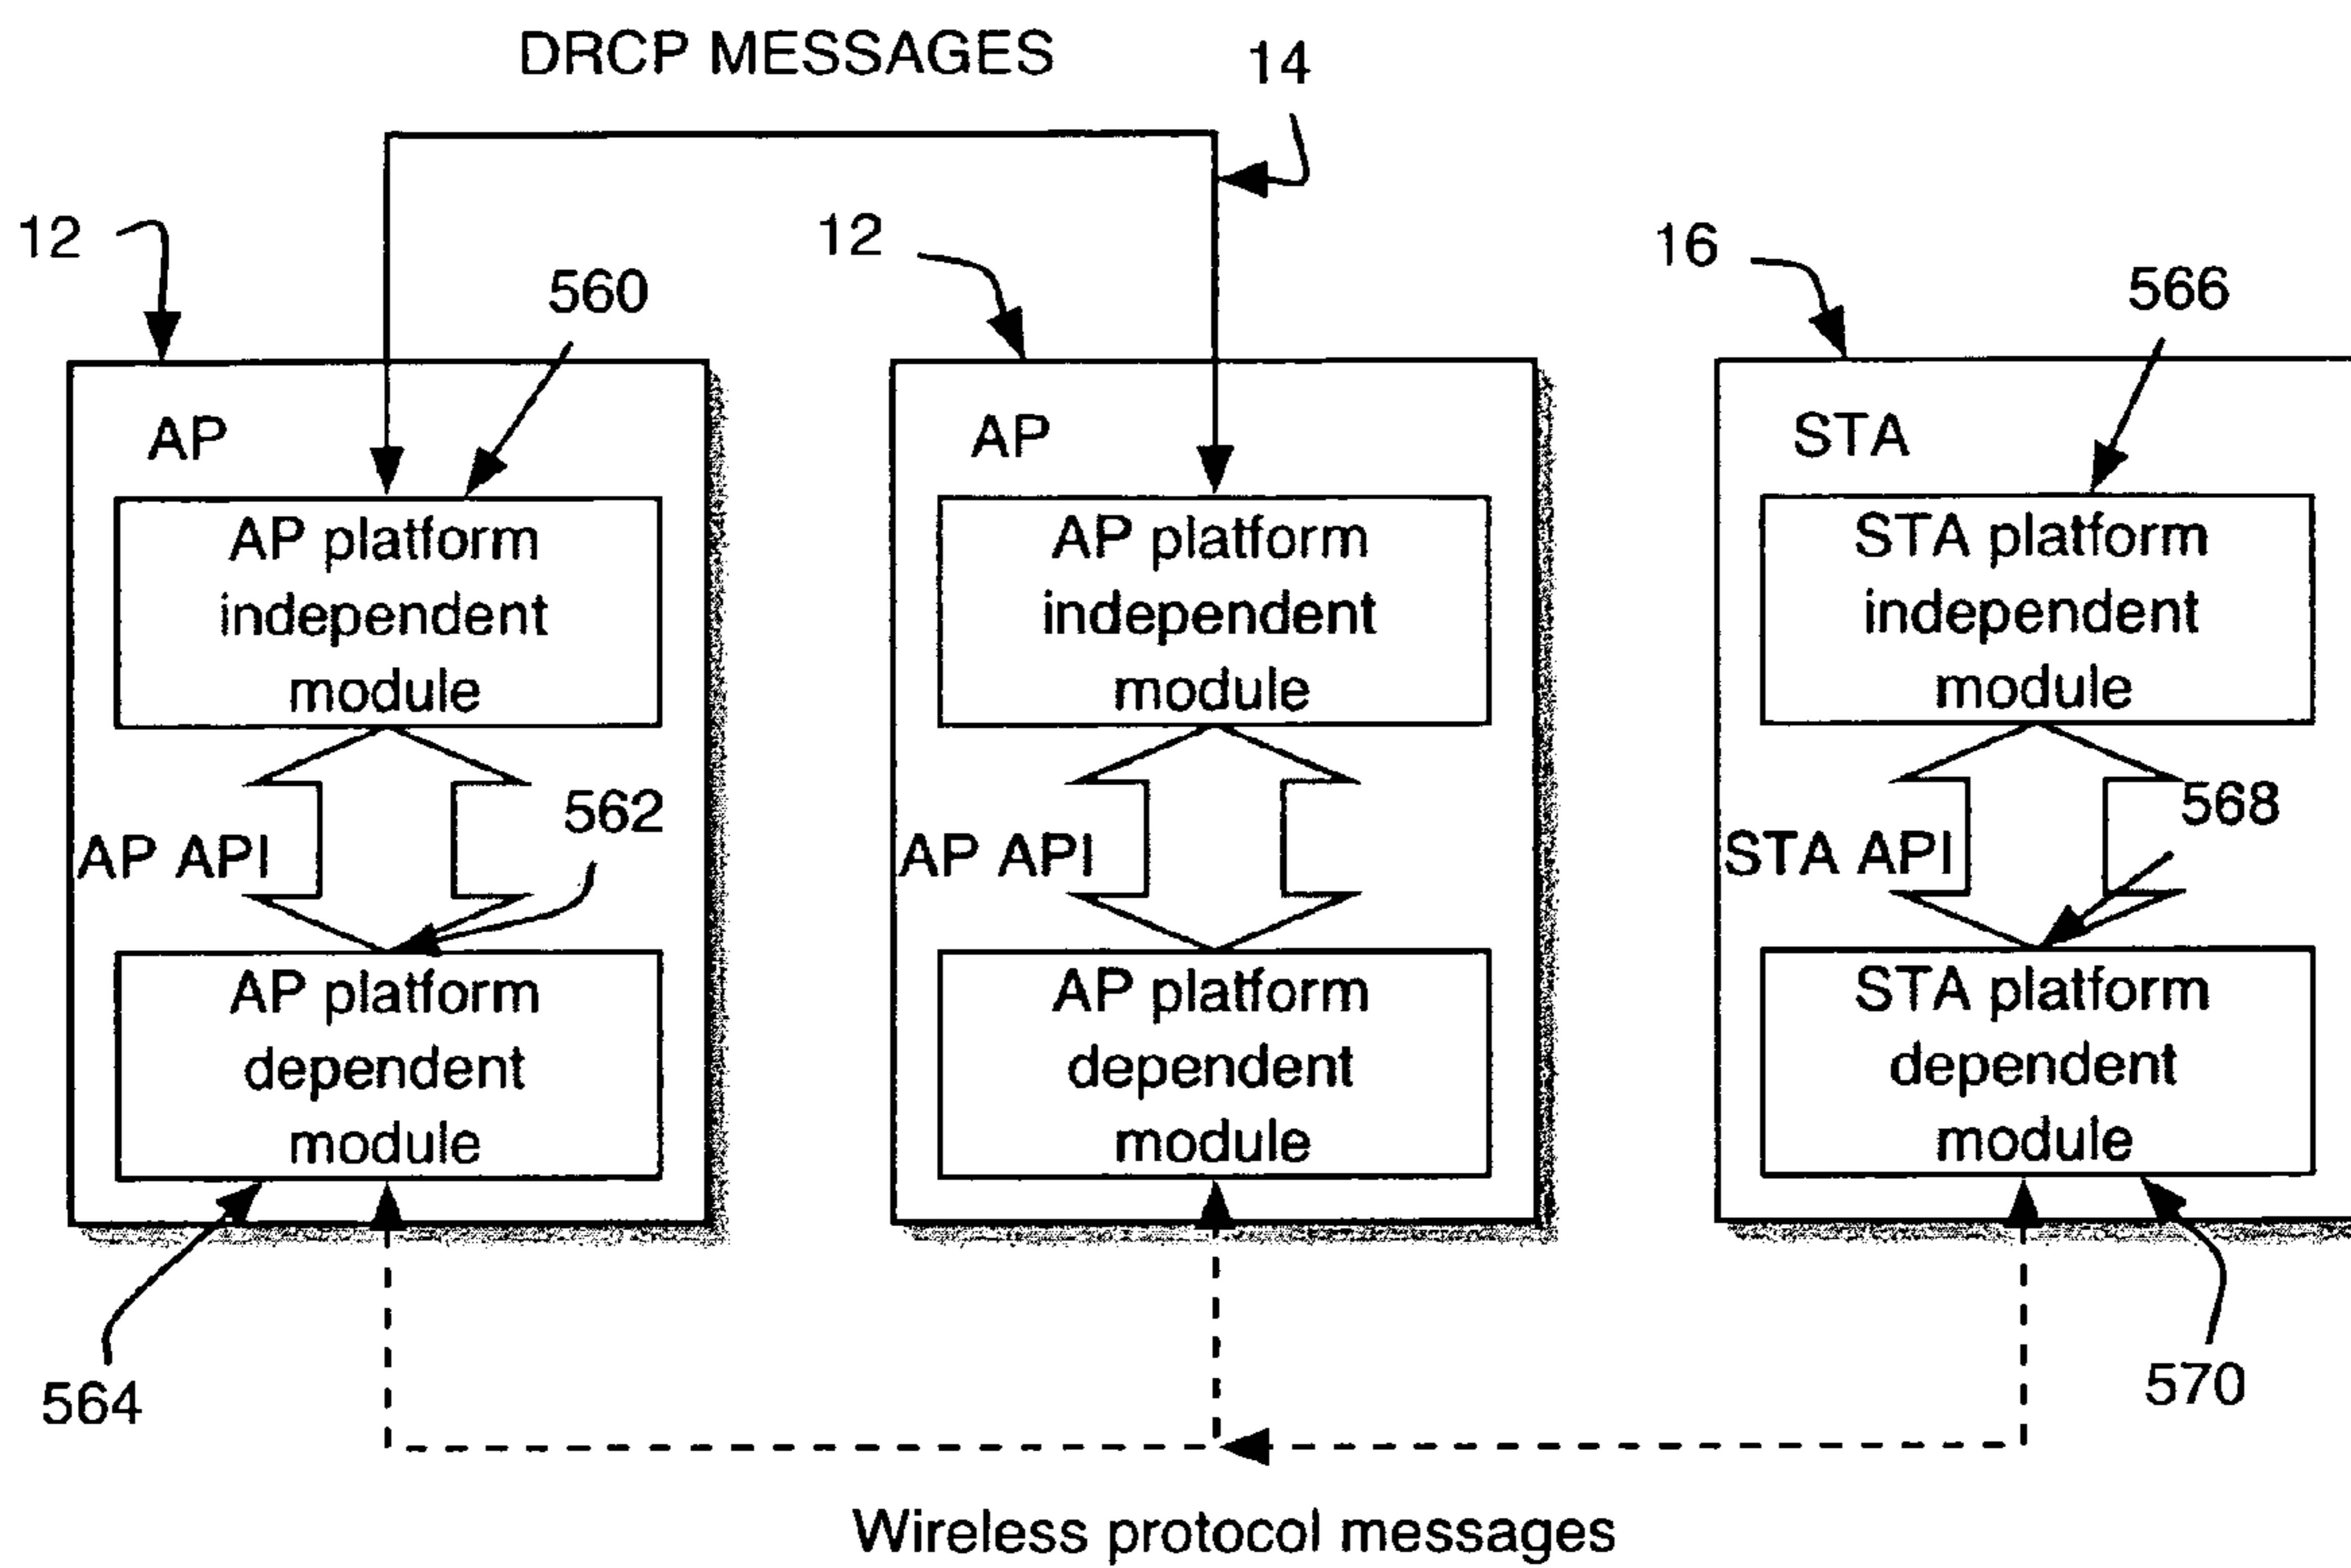 DRCP MESSAGES
14
12
12
16
560
566
AP
AP platform
independent
module
AP API
562
AP platform
dependent
module
564
AP
AP platform
independent
module
AP API
AP platform
dependent
module
STA
STA platform
independent
module
STA API
568
STA platform
dependent
module
570
Wireless protocol messages